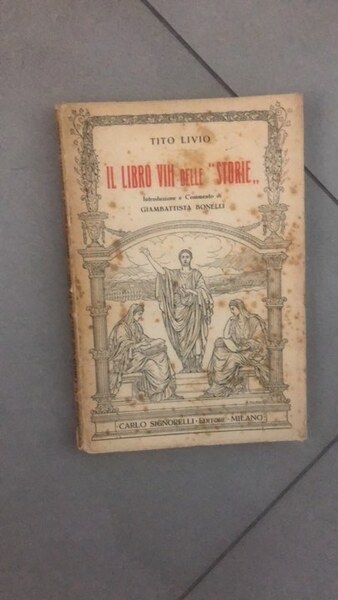 TITO LIVIO
IL LIBRO VIII DELLE "STORIE„
Introduzione e Commento di
GIAMBATTISTA BONELLI
CARLO SIGNORELLI - EDITORE - MILANO